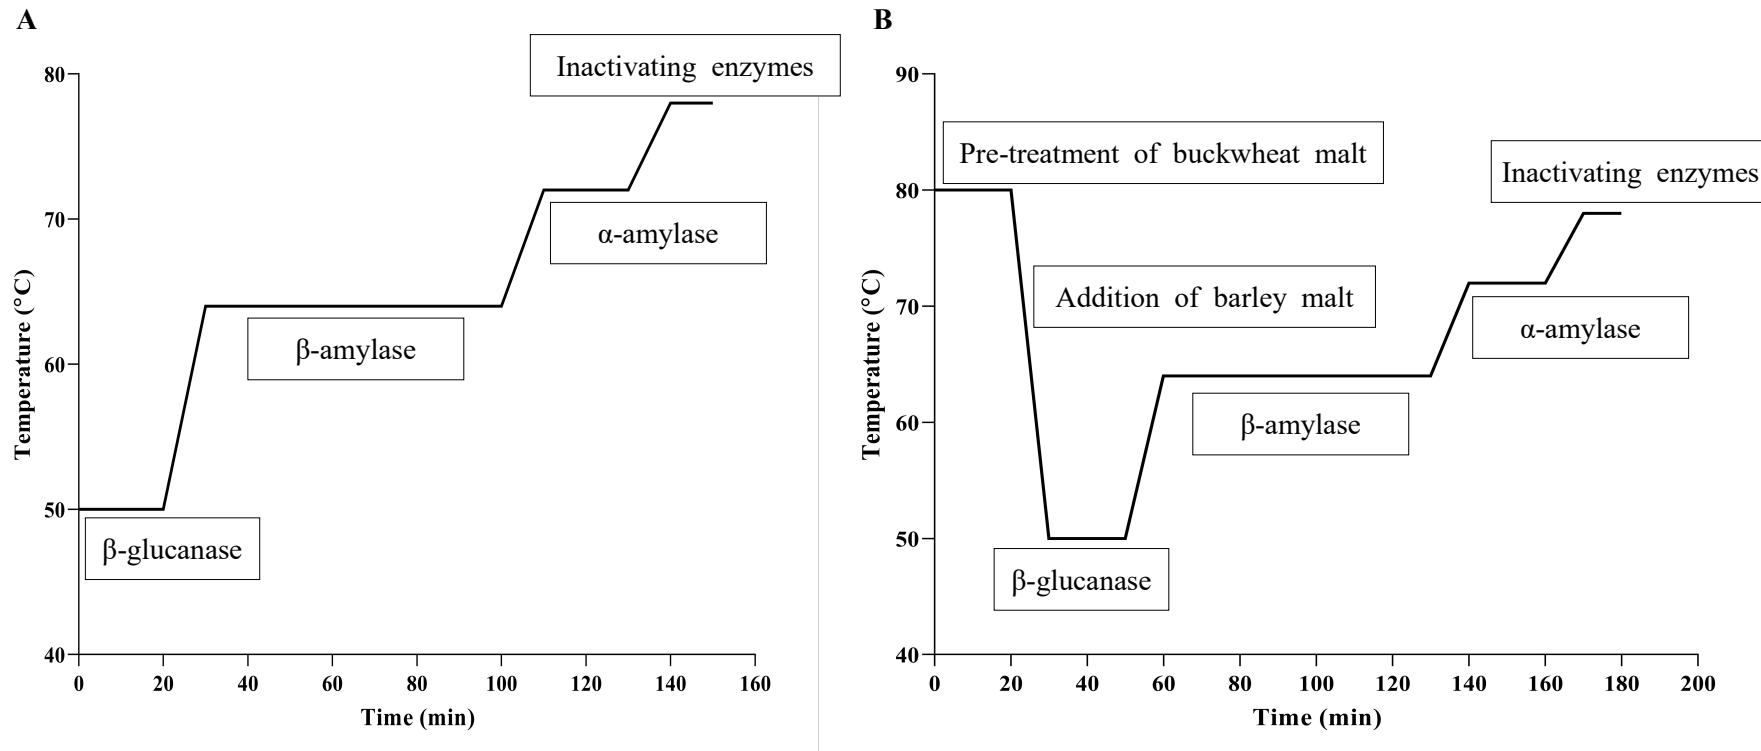 A
Inactivating enzymes
80
70
60
50
40
α-amylase
β-amylase
β-glucanase
Temperature (°C)
0 20 40 60 80 100 120 140 160
Time (min)
B
90
80
70
60
50
40
Pre-treatment of buckwheat malt
Inactivating enzymes
Addition of barley malt
α-amylase
β-amylase
β-glucanase
Temperature (°C)
0 20 40 60 80 100 120 140 160 180 200
Time (min)